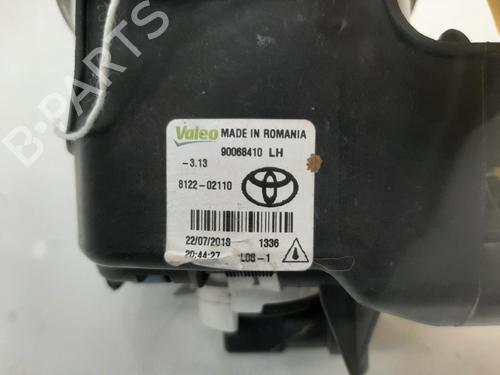 B-PARTS
Valeo MADE IN ROMANIA
90068410 LH
-3.13
8122-02110
22/07/2018 1336
20:44:27 L08-1